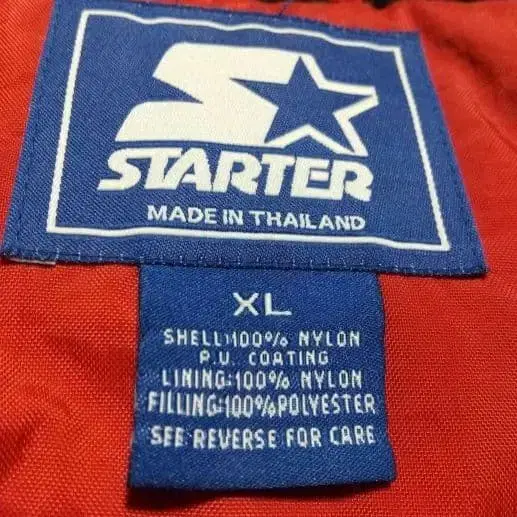 STARTER
MADE IN THAILAND
XL
SHELL:100% NYLON
P.U. COATING
LINING:100% NYLON
FILLING:100%POLYESTER
SEE REVERSE FOR CARE